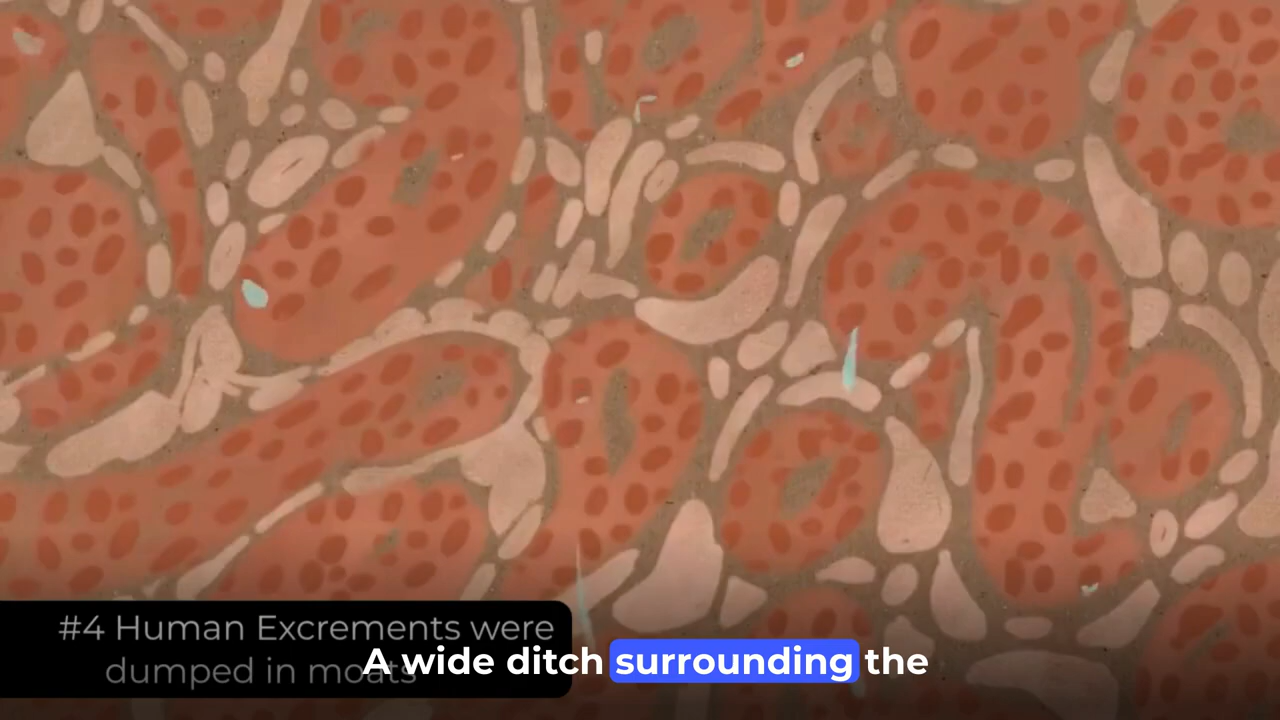 #4 Human Excrements were
dumped in moats
A wide ditch surrounding the